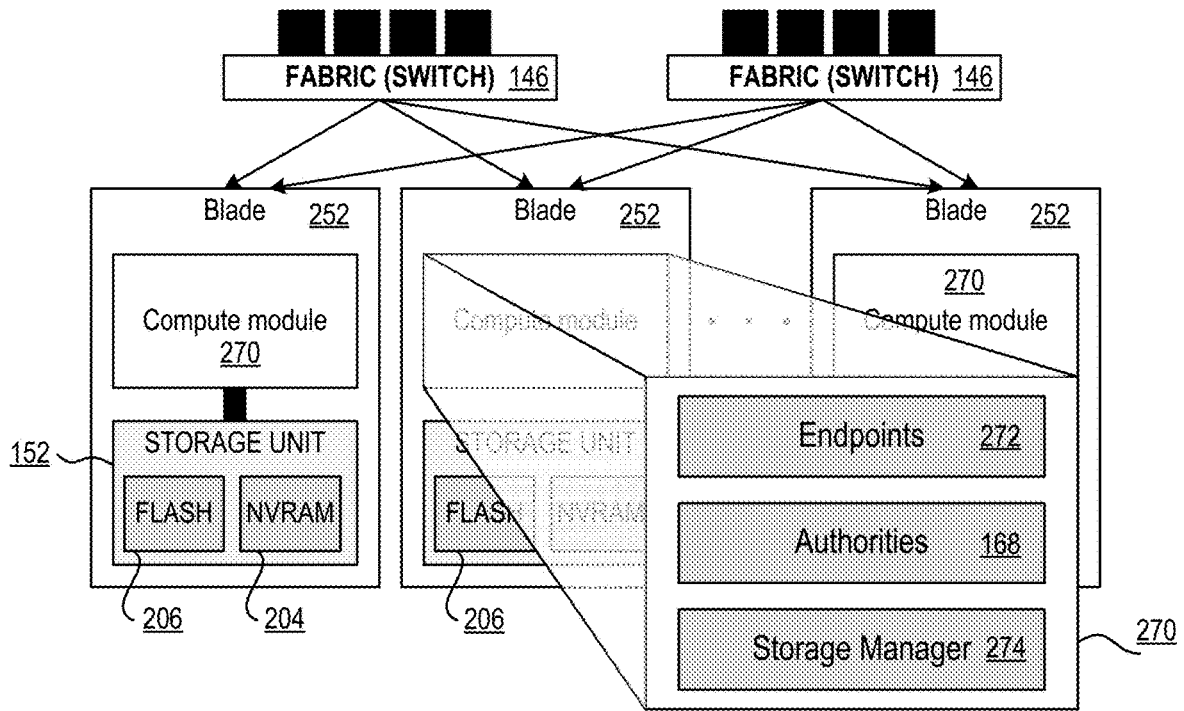 FABRIC (SWITCH) 146
FABRIC (SWITCH) 146
Blade 252
Blade 252
Blade 252
Compute module
270
Compute module
270
Compute module
152
STORAGE UNIT
FLASH
NVRAM
STORAGE UNIT
FLASH
NVRAM
Endpoints 272
Authorities 168
Storage Manager 274
206
204
206
270